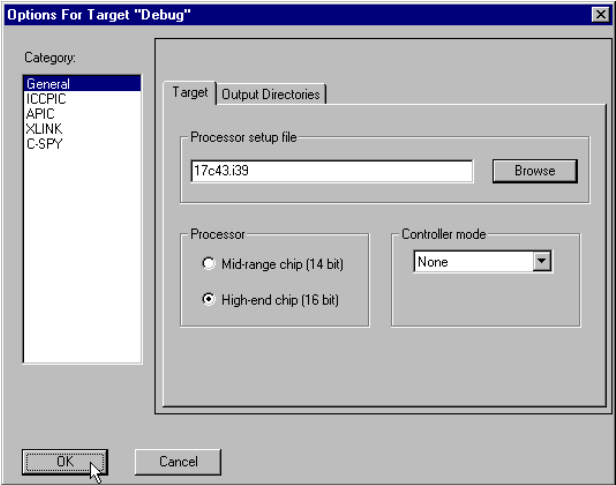 Options For Target "Debug"
Category:
General
ICCPIC
APIC
XLINK
C-SPY
Target
Output Directories
Processor setup file
17c43.i39
Browse
Processor
Mid-range chip (14 bit)
High-end chip (16 bit)
Controller mode
None
OK
Cancel